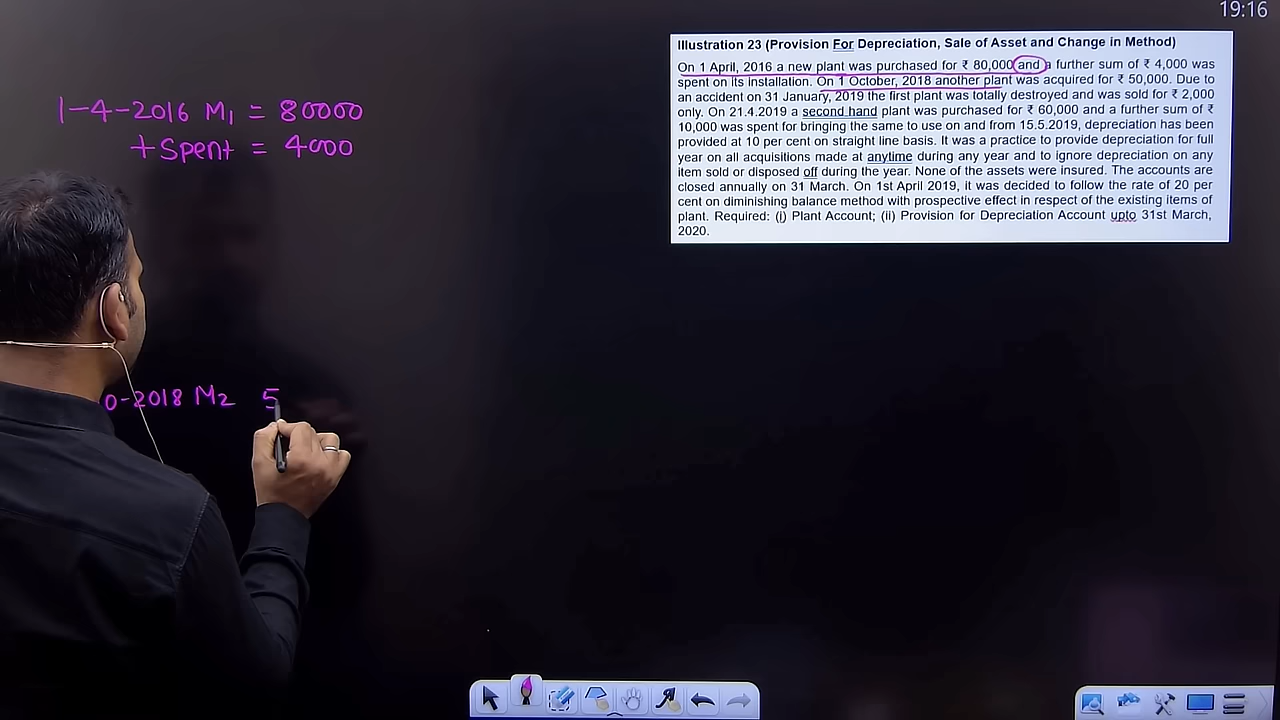 19:16
Illustration 23 (Provision For Depreciation, Sale of Asset and Change in Method)
On 1 April, 2016 a new plant was purchased for ₹ 80,000 and a further sum of ₹ 4,000 was
spent on its installation. On 1 October, 2018 another plant was acquired for ₹ 50,000. Due to
an accident on 31 January, 2019 the first plant was totally destroyed and was sold for ₹ 2,000
only. On 21.4.2019 a second hand plant was purchased for ₹ 60,000 and a further sum of ₹
10,000 was spent for bringing the same to use on and from 15.5.2019, depreciation has been
provided at 10 per cent on straight line basis. It was a practice to provide depreciation for full
year on all acquisitions made at anytime during any year and to ignore depreciation on any
item sold or disposed off during the year. None of the assets were insured. The accounts are
closed annually on 31 March. On 1st April 2019, it was decided to follow the rate of 20 per
cent on diminishing balance method with prospective effect in respect of the existing items of
plant. Required: (i) Plant Account; (ii) Provision for Depreciation Account upto 31st March,
2020.
1-4-2016 M1 = 80000
+Spent = 4000
0-2018 M2 5